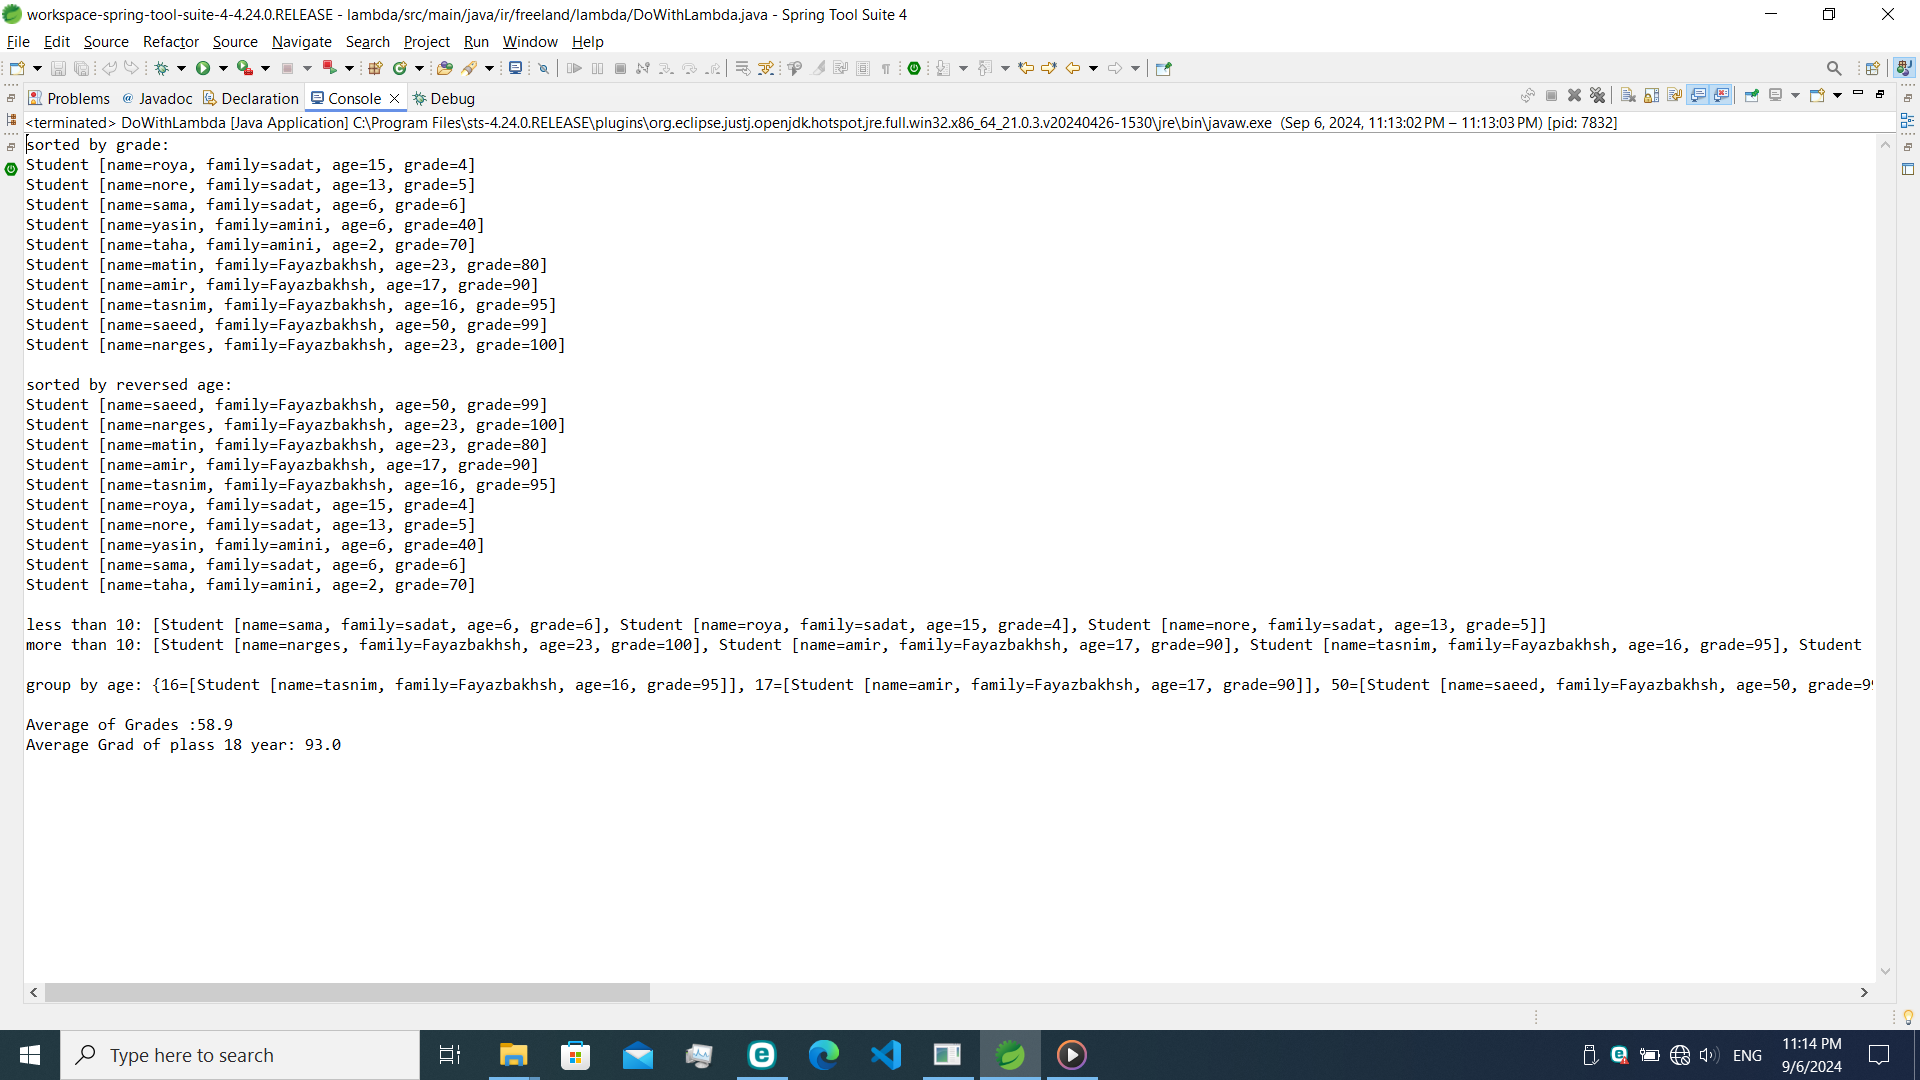 workspace-spring-tool-suite-4-4.24.0.RELEASE - lambda/src/main/java/ir/freeland/lambda/DoWithLambda.java - Spring Tool Suite 4
File Edit Source Refactor Source Navigate Search Project Run Window Help
Problems @ Javadoc Declaration Console Debug
<terminated> DoWithLambda [Java Application] C:\Program Files\sts-4.24.0.RELEASE\plugins\org.eclipse.justj.openjdk.hotspot.jre.full.win32.x86_64_21.0.3.v20240426-1530\jre\bin\javaw.exe (Sep 6, 2024, 11:13:02 PM – 11:13:03 PM) [pid: 7832]
sorted by grade:
Student [name=roya, family=sadat, age=15, grade=4]
Student [name=nore, family=sadat, age=13, grade=5]
Student [name=sama, family=sadat, age=6, grade=6]
Student [name=yasin, family=amini, age=6, grade=40]
Student [name=taha, family=amini, age=2, grade=70]
Student [name=matin, family=Fayazbakhsh, age=23, grade=80]
Student [name=amir, family=Fayazbakhsh, age=17, grade=90]
Student [name=tasnim, family=Fayazbakhsh, age=16, grade=95]
Student [name=saeed, family=Fayazbakhsh, age=50, grade=99]
Student [name=narges, family=Fayazbakhsh, age=23, grade=100]
sorted by reversed age:
Student [name=saeed, family=Fayazbakhsh, age=50, grade=99]
Student [name=narges, family=Fayazbakhsh, age=23, grade=100]
Student [name=matin, family=Fayazbakhsh, age=23, grade=80]
Student [name=amir, family=Fayazbakhsh, age=17, grade=90]
Student [name=tasnim, family=Fayazbakhsh, age=16, grade=95]
Student [name=roya, family=sadat, age=15, grade=4]
Student [name=nore, family=sadat, age=13, grade=5]
Student [name=yasin, family=amini, age=6, grade=40]
Student [name=sama, family=sadat, age=6, grade=6]
Student [name=taha, family=amini, age=2, grade=70]
less than 10: [Student [name=sama, family=sadat, age=6, grade=6], Student [name=roya, family=sadat, age=15, grade=4], Student [name=nore, family=sadat, age=13, grade=5]]
more than 10: [Student [name=narges, family=Fayazbakhsh, age=23, grade=100], Student [name=amir, family=Fayazbakhsh, age=17, grade=90], Student [name=tasnim, family=Fayazbakhsh, age=16, grade=95], Student
group by age: {16=[Student [name=tasnim, family=Fayazbakhsh, age=16, grade=95]], 17=[Student [name=amir, family=Fayazbakhsh, age=17, grade=90]], 50=[Student [name=saeed, family=Fayazbakhsh, age=50, grade=99
Average of Grades :58.9
Average Grad of plass 18 year: 93.0
Type here to search
ENG
11:14 PM
9/6/2024